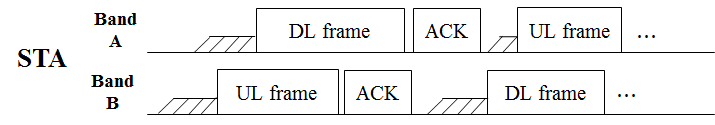 STA
Band A
DL frame ACK UL frame ...
Band B
UL frame ACK DL frame ...